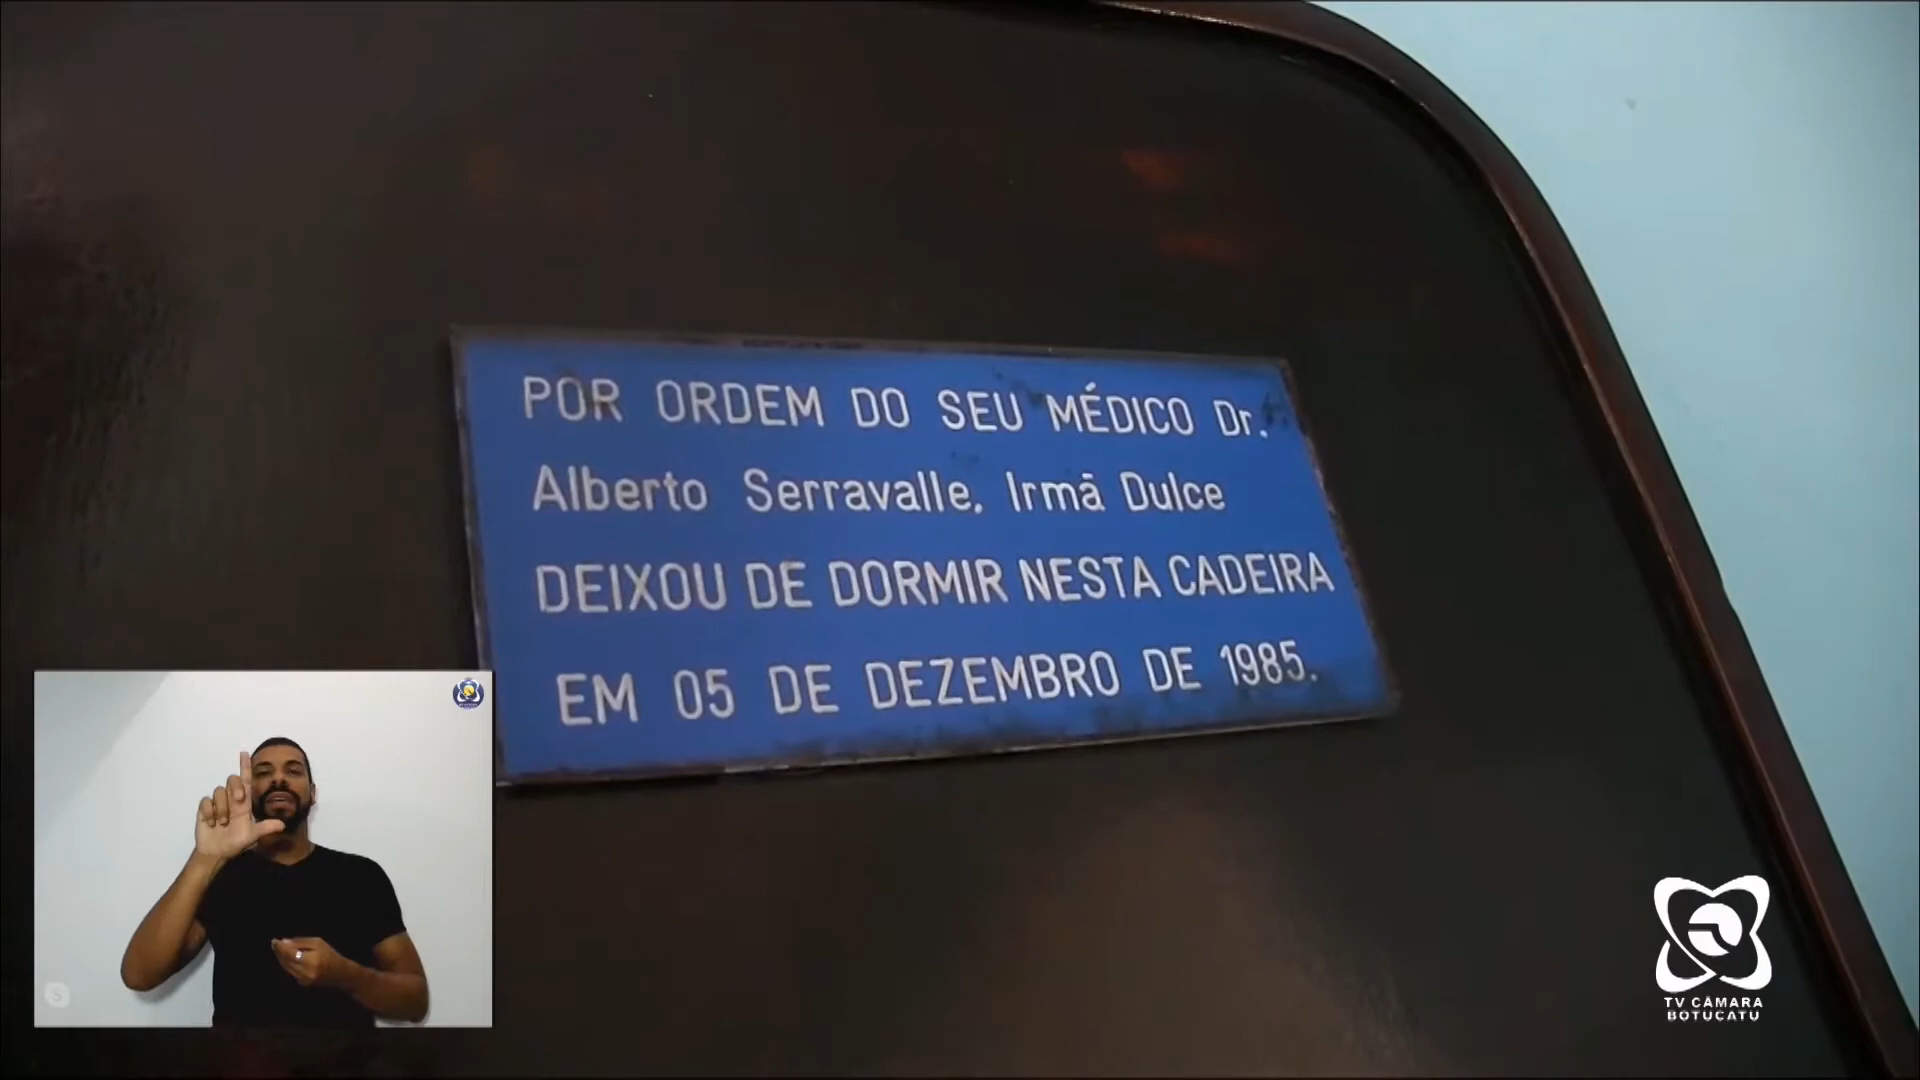 POR ORDEM DO SEU MÉDICO Dr.
Alberto Serravalle, Irmã Dulce
DEIXOU DE DORMIR NESTA CADEIRA
EM 05 DE DEZEMBRO DE 1985.
TV CÂMARA
BOTUCATU